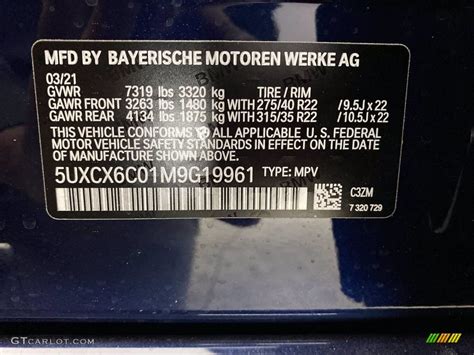 MFD BY BAYERISCHE MOTOREN WERKE AG
03/21
GVWR 7319 lbs 3320 kg TIRE / RIM
GAWR FRONT 3263 lbs 1480 kg WITH 275/40 R22 / 9.5J x 22
GAWR REAR 4134 lbs 1875 kg WITH 315/35 R22 / 10.5J x 22
THIS VEHICLE CONFORMS TO ALL APPLICABLE U.S. FEDERAL
MOTOR VEHICLE SAFETY STANDARDS IN EFFECT ON THE
DATE OF MANUFACTURE SHOWN ABOVE.
5UXCX6C01M9G19961 TYPE: MPV
C3ZM
7 320 729
GTCARLOT.COM